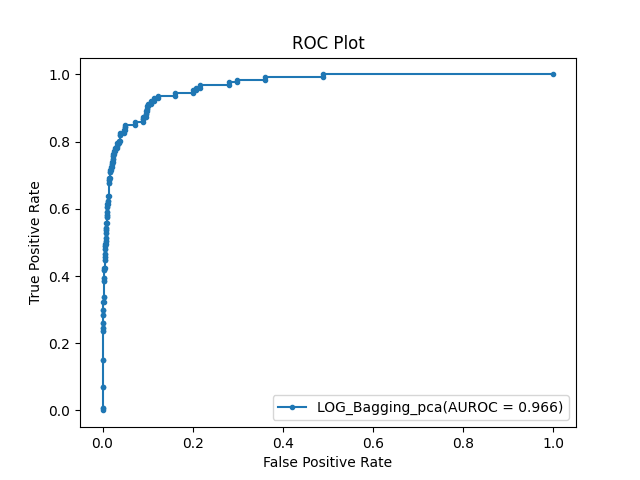 ROC Plot
True Positive Rate
1.0
0.8
0.6
0.4
0.2
0.0
LOG_Bagging_pca(AUROC = 0.966)
0.0 0.2 0.4 0.6 0.8 1.0
False Positive Rate